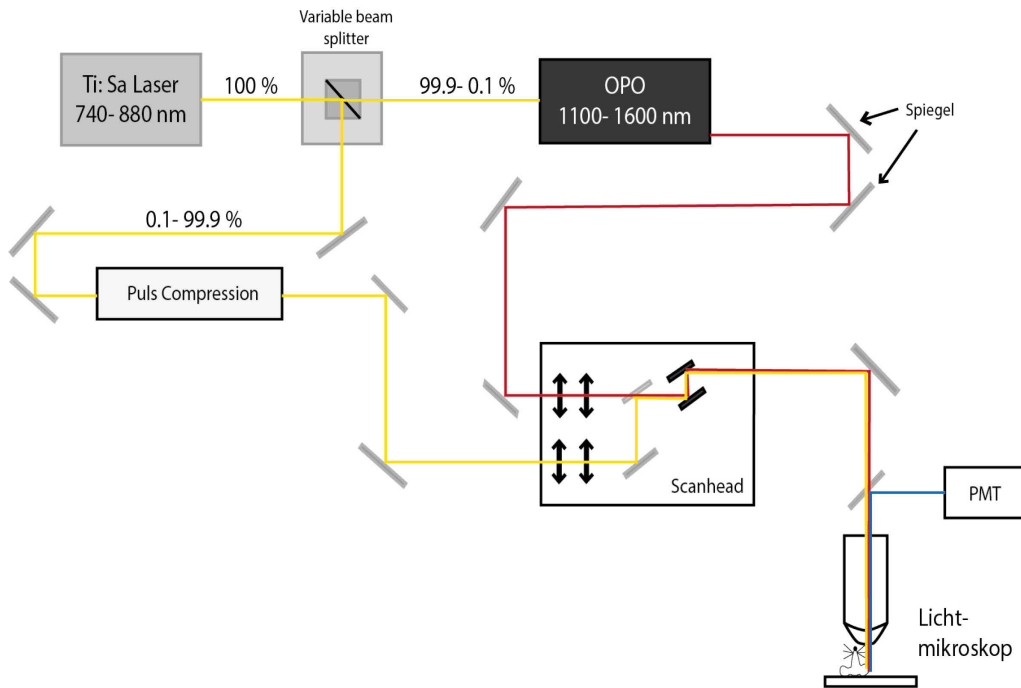 Variable beam
splitter
Ti: Sa Laser
740- 880 nm
100 %
99.9- 0.1 %
OPO
1100- 1600 nm
Spiegel
0.1- 99.9 %
Puls Compression
Scanhead
PMT
Licht-
mikroskop